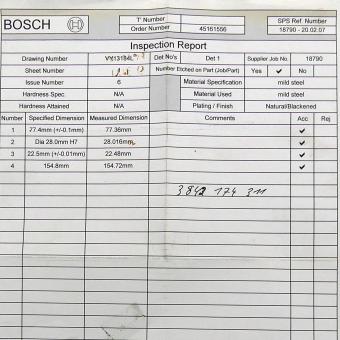 BOSCH
T' Number
SPS Ref. Number
Order Number 45161556 18790 - 20.02.07
Inspection Report
Drawing Number Det No's Det 1 Supplier Job No. 18790
Sheet Number Number Etched on Part (Job/Part) Yes ✓ No
Issue Number 6 Material Specification mild steel
Hardness Spec. N/A Material Used mild steel
Hardness Attained N/A Plating / Finish Natural/Blackened
Number Specified Dimension Measured Dimension Comments Acc Rej
1 77.4mm (+/-0.1mm) 77.36mm ✓
2 Dia 28.0mm H7 28.016mm ✓
3 22.5mm (+/-0.01mm) 22.48mm ✓
4 154.8mm 154.72mm ✓
3842 174 311